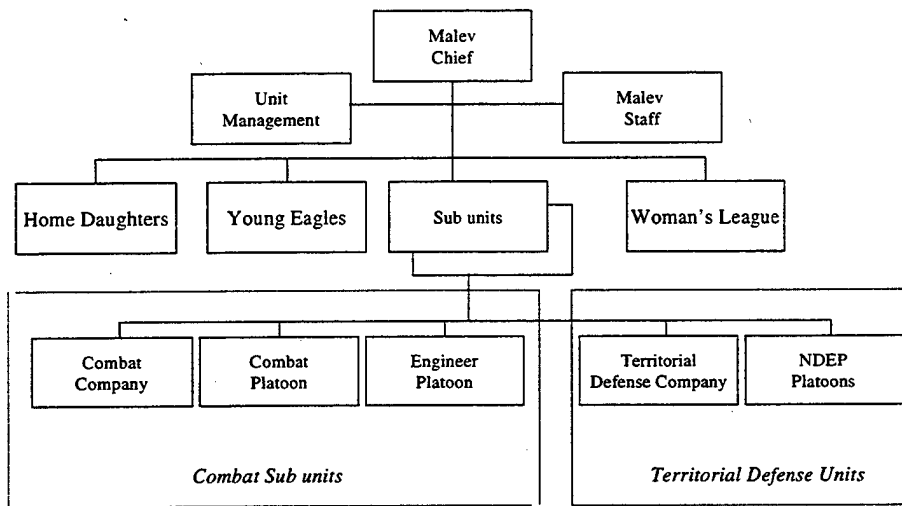 Malev
Chief
Unit
Management
Malev
Staff
Home Daughters
Young Eagles
Sub units
Woman's League
Combat
Company
Combat
Platoon
Engineer
Platoon
Territorial
Defense Company
NDEP
Platoons
Combat Sub units
Territorial Defense Units